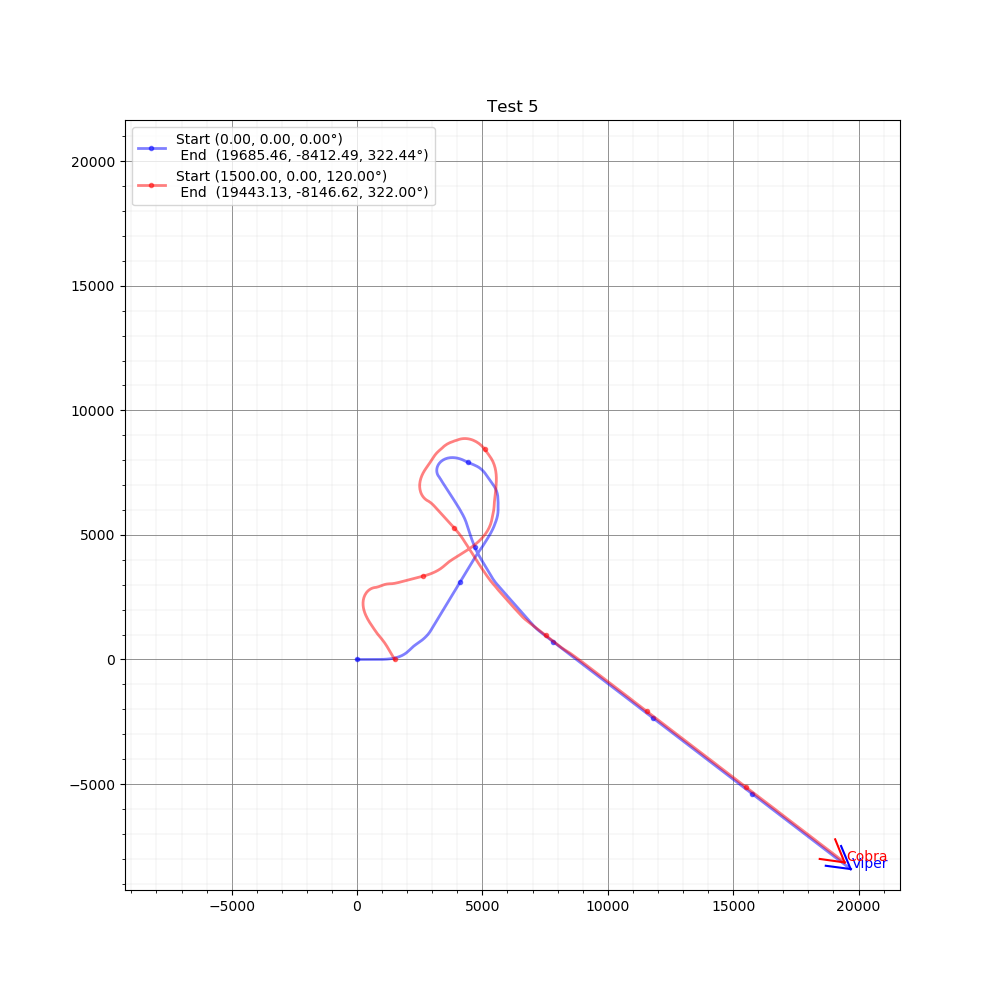 Test 5
Start (0.00, 0.00, 0.00°)
End (19685.46, -8412.49, 322.44°)
Start (1500.00, 0.00, 120.00°)
End (19443.13, -8146.62, 322.00°)
20000
15000
10000
5000
0
−5000
Cobra
Viper
−5000 0 5000 10000 15000 20000